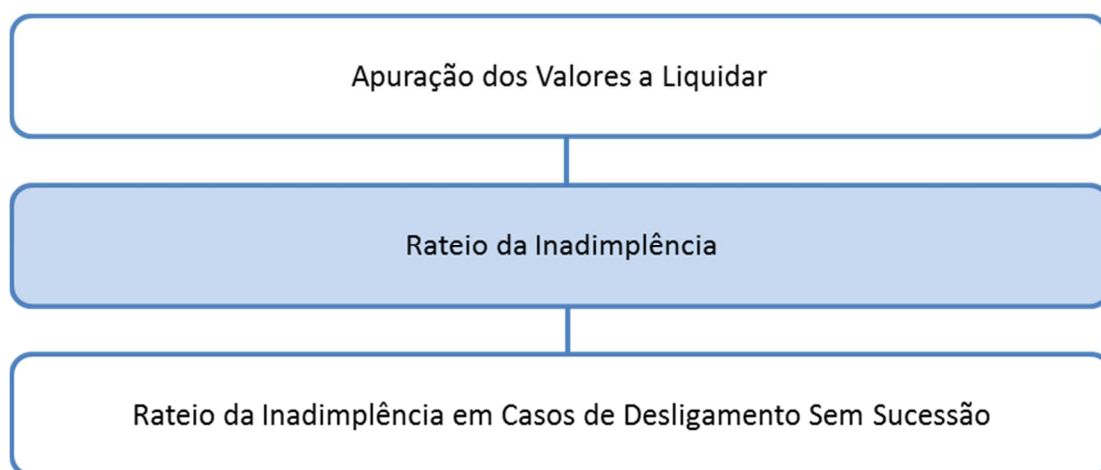 Apuração dos Valores a Liquidar
Rateio da Inadimplência
Rateio da Inadimplência em Casos de Desligamento Sem Sucessão